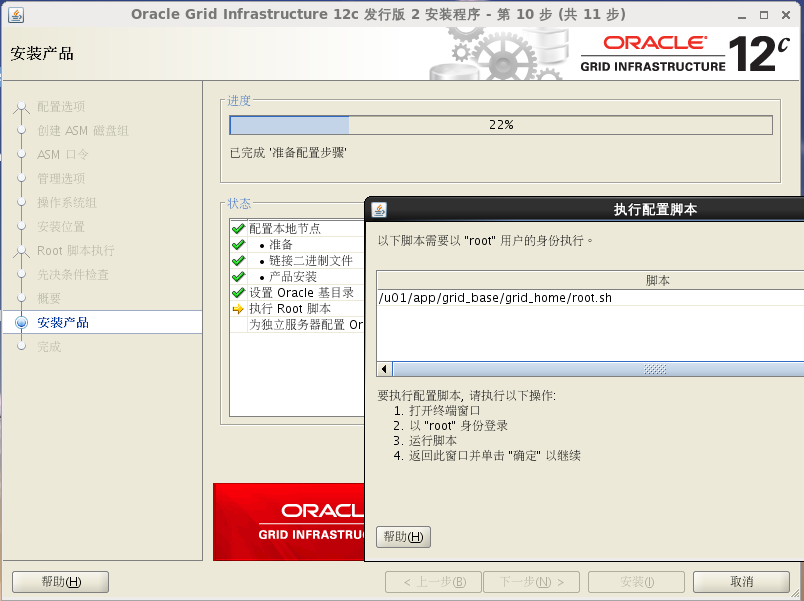 Oracle Grid Infrastructure 12c 发行版 2 安装程序 - 第 10 步 (共 11 步)
安装产品
ORACLE
GRID INFRASTRUCTURE 12c
配置选项
创建 ASM 磁盘组
ASM 口令
管理选项
操作系统组
安装位置
Root 脚本执行
先决条件检查
概要
安装产品
完成
进度
22%
已完成 '准备配置步骤'
状态
配置本地节点
• 准备
• 链接二进制文件
• 产品安装
设置 Oracle 基目录
执行 Root 脚本
为独立服务器配置 Or
ORACL
GRID INFRASTRU
执行配置脚本
以下脚本需要以 "root" 用户的身份执行。
脚本
/u01/app/grid_base/grid_home/root.sh
要执行配置脚本, 请执行以下操作:
1. 打开终端窗口
2. 以 "root" 身份登录
3. 运行脚本
4. 返回此窗口并单击 "确定" 以继续
帮助(H)
帮助(H)
< 上一步(B)
下一步(N) >
安装(I)
取消